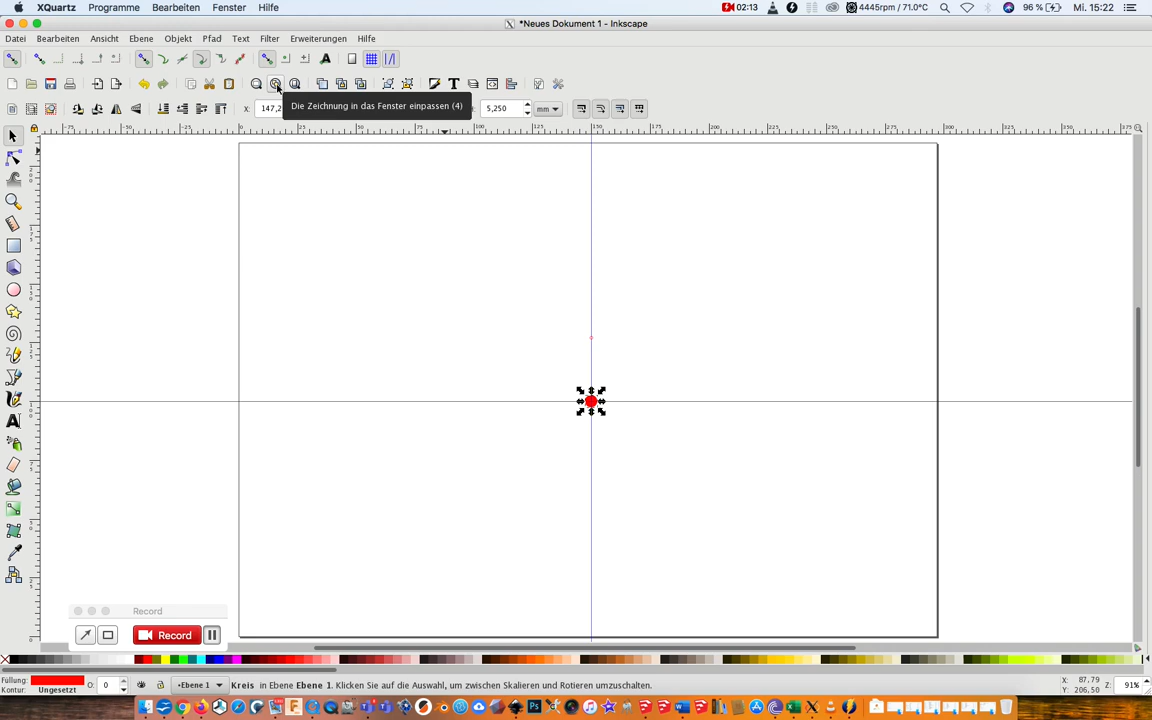 XQuartz Programme Bearbeiten Fenster Hilfe 02:13 4445rpm / 71.0°C 96 % Mi. 15:22
*Neues Dokument 1 - Inkscape
Datei Bearbeiten Ansicht Ebene Objekt Pfad Text Filter Erweiterungen Hilfe
X: 147,2 5,250 mm
Die Zeichnung in das Fenster einpassen (4)
Record
Record
Füllung:
Kontur: Ungesetzt
O: 0
•Ebene 1
Kreis in Ebene Ebene 1. Klicken Sie auf die Auswahl, um zwischen Skalieren und Rotieren umzuschalten.
X: 87.79
Y: 206,50
Z: 91%